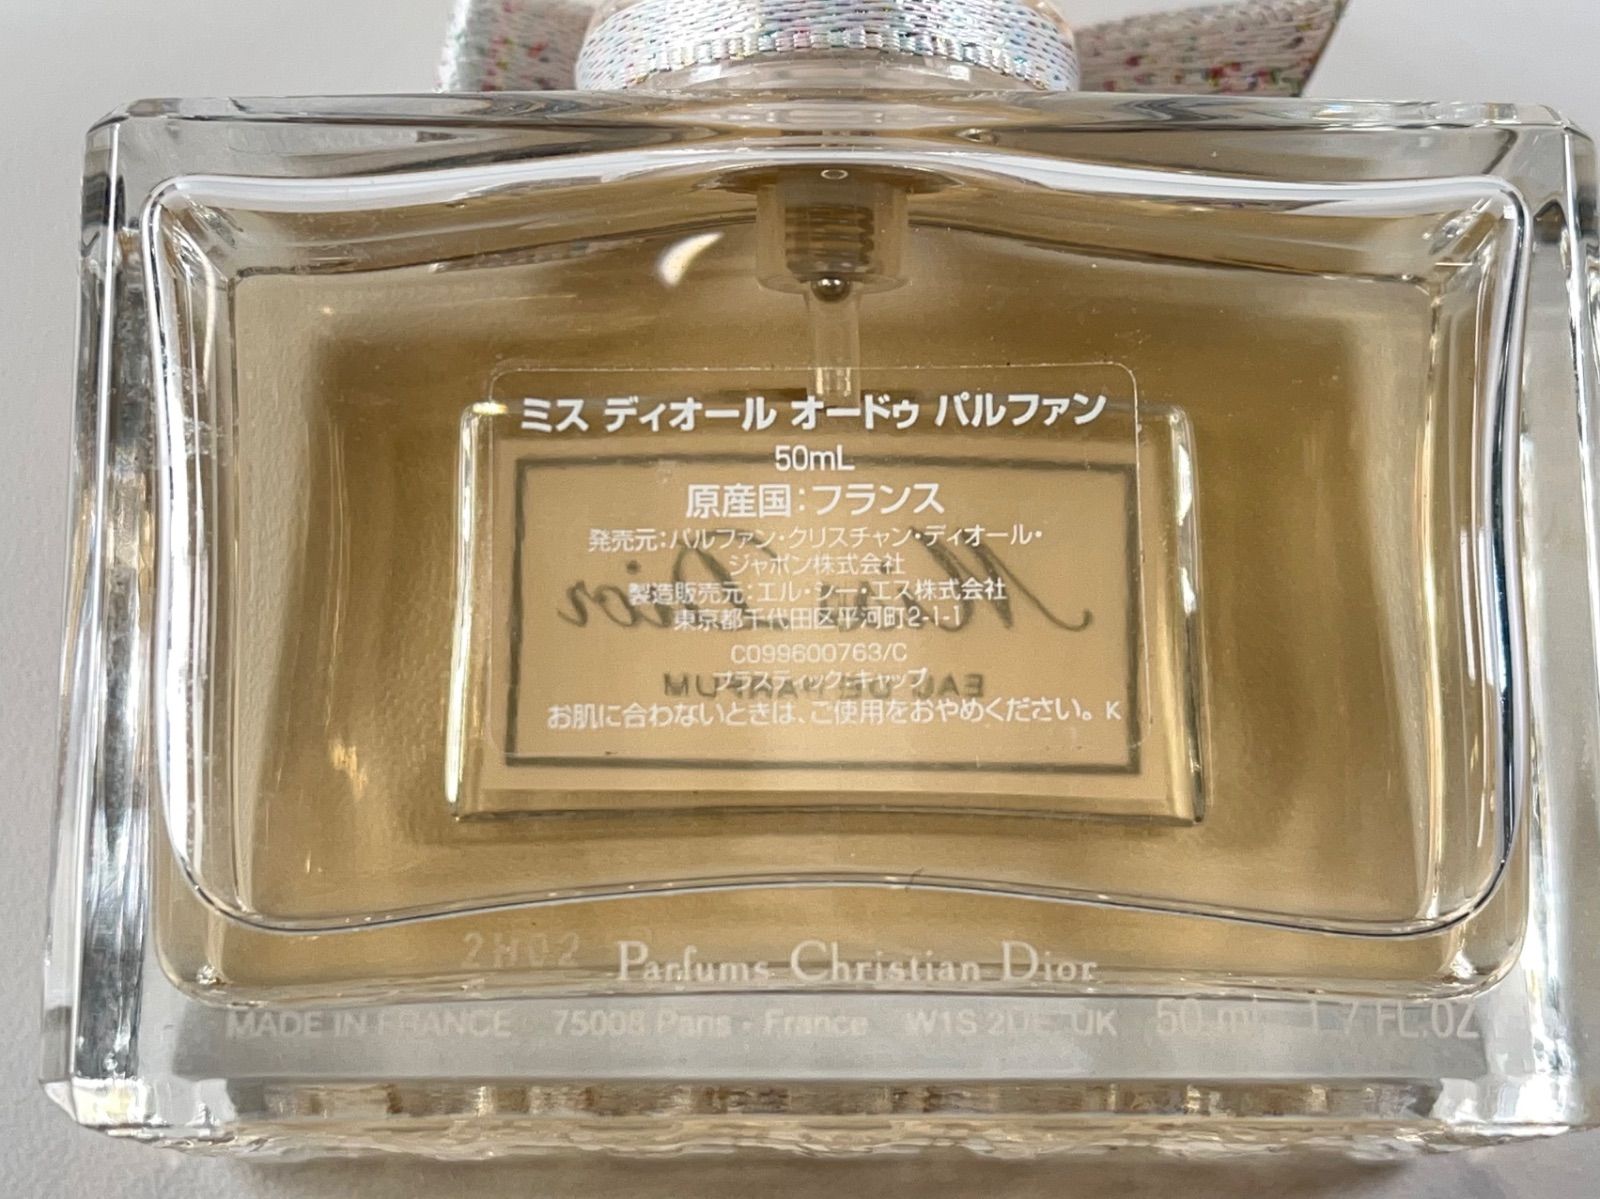 ミス ディオール オードゥ パルファン
50mL
原産国：フランス
発売元：パルファン・クリスチャン・ディオール・
ジャポン株式会社
製造販売元：エル・シー・エス株式会社
東京都千代田区平河町2-1-1
C099600763/C
プラスティック：キャップ
お肌に合わないときは、ご使用をおやめください。K
Miss Dior
EAU DE PARFUM
2H02
Parfums Christian Dior
MADE IN FRANCE 75008 Paris - France W1S 2UE UK 50 ml 1.7 FL.OZ